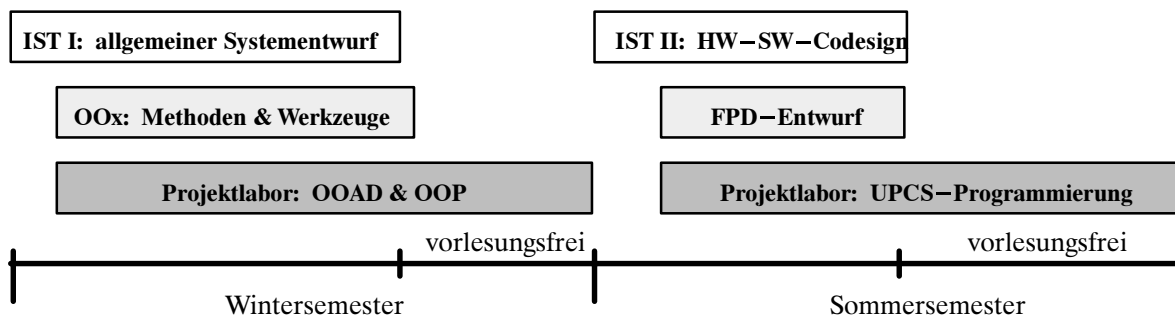 IST I: allgemeiner Systementwurf
IST II: HW−SW−Codesign
OOx: Methoden & Werkzeuge
FPD−Entwurf
Projektlabor: OOAD & OOP
Projektlabor: UPCS−Programmierung
vorlesungsfrei
vorlesungsfrei
Wintersemester
Sommersemester